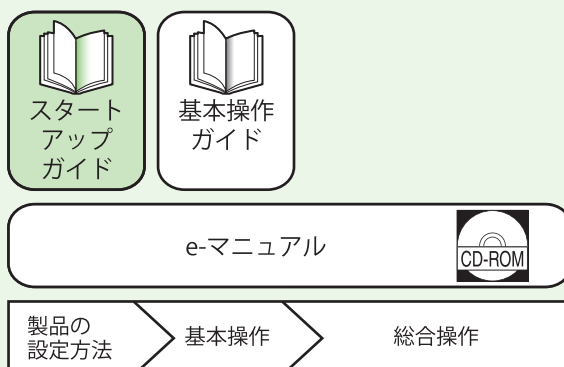 スタート
アップ
ガイド
基本操作
ガイド
e-マニュアル
CD-ROM
製品の
設定方法
基本操作
総合操作